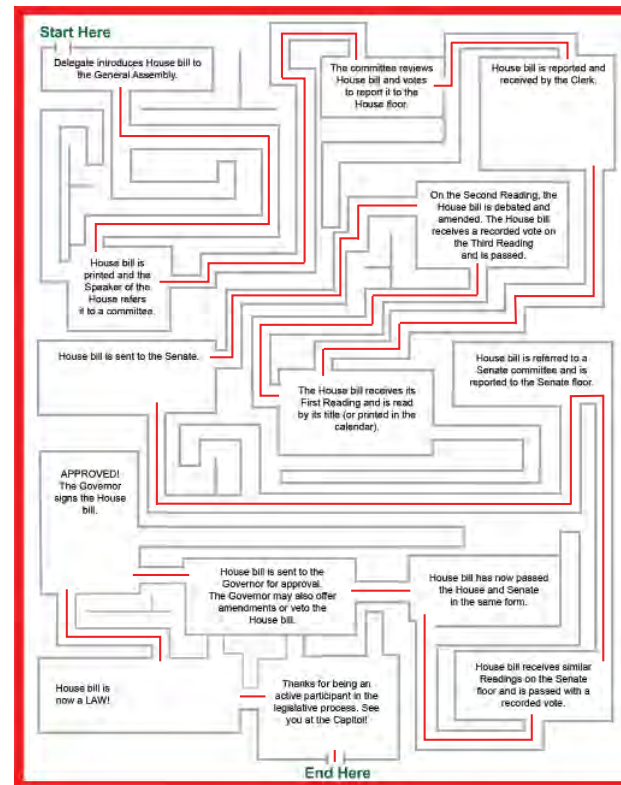 Start Here
Delegate introduces House bill to
the General Assembly.
The committee reviews
House bill and votes
to report it to the
House floor.
House bill is reported and
received by the Clerk.
On the Second Reading, the
House bill is debated and
amended. The House bill
receives a recorded vote on
the Third Reading
and is passed.
House bill is
printed and the
Speaker of the
House refers
it to a committee.
House bill is sent to the Senate.
House bill is referred to a
Senate committee and is
reported to the Senate floor.
The House bill receives its
First Reading and is read
by its title (or printed in the
calendar).
APPROVED!
The Governor
signs the House
bill.
House bill is sent to the
Governor for approval.
The Governor may also offer
amendments or veto the
House bill.
House bill has now passed
the House and Senate
in the same form.
House bill is
now a LAW!
Thanks for being an
active participant in the
legislative process. See
you at the Capitol!
House bill receives similar
Readings on the Senate
floor and is passed with a
recorded vote.
End Here